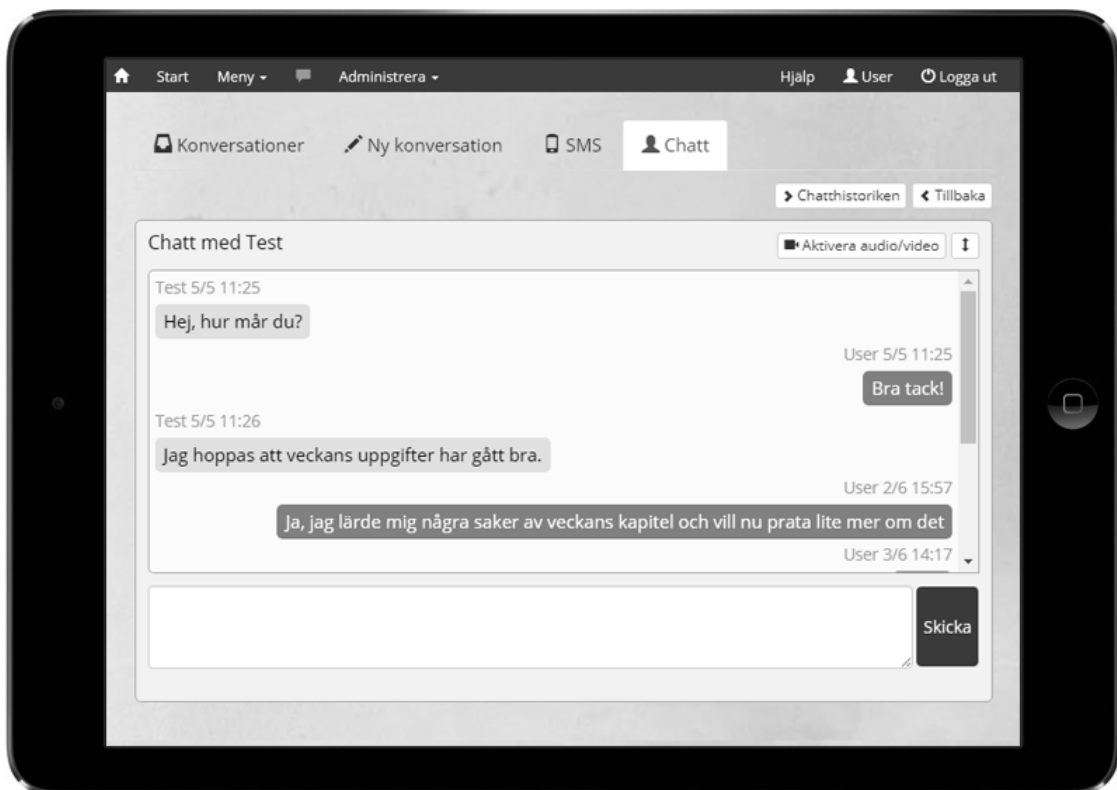 Start Meny Administrera Hjälp User Logga ut
Konversationer Ny konversation SMS Chatt
Chatthistoriken Tillbaka
Chatt med Test Aktivera audio/video
Test 5/5 11:25
Hej, hur mår du?
User 5/5 11:25
Bra tack!
Test 5/5 11:26
Jag hoppas att veckans uppgifter har gått bra.
User 2/6 15:57
Ja, jag lärde mig några saker av veckans kapitel och vill nu prata lite mer om det
User 3/6 14:17
Skicka